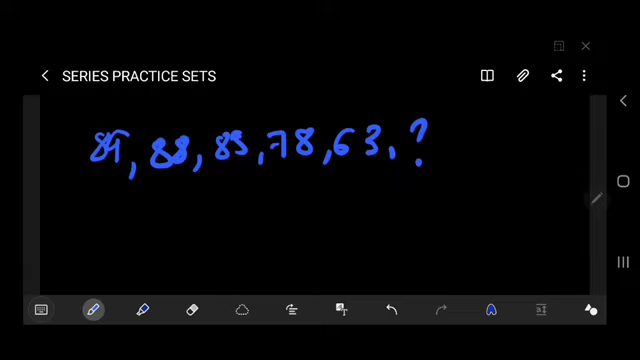 SERIES PRACTICE SETS
89, 88, 85, 78, 63, ?